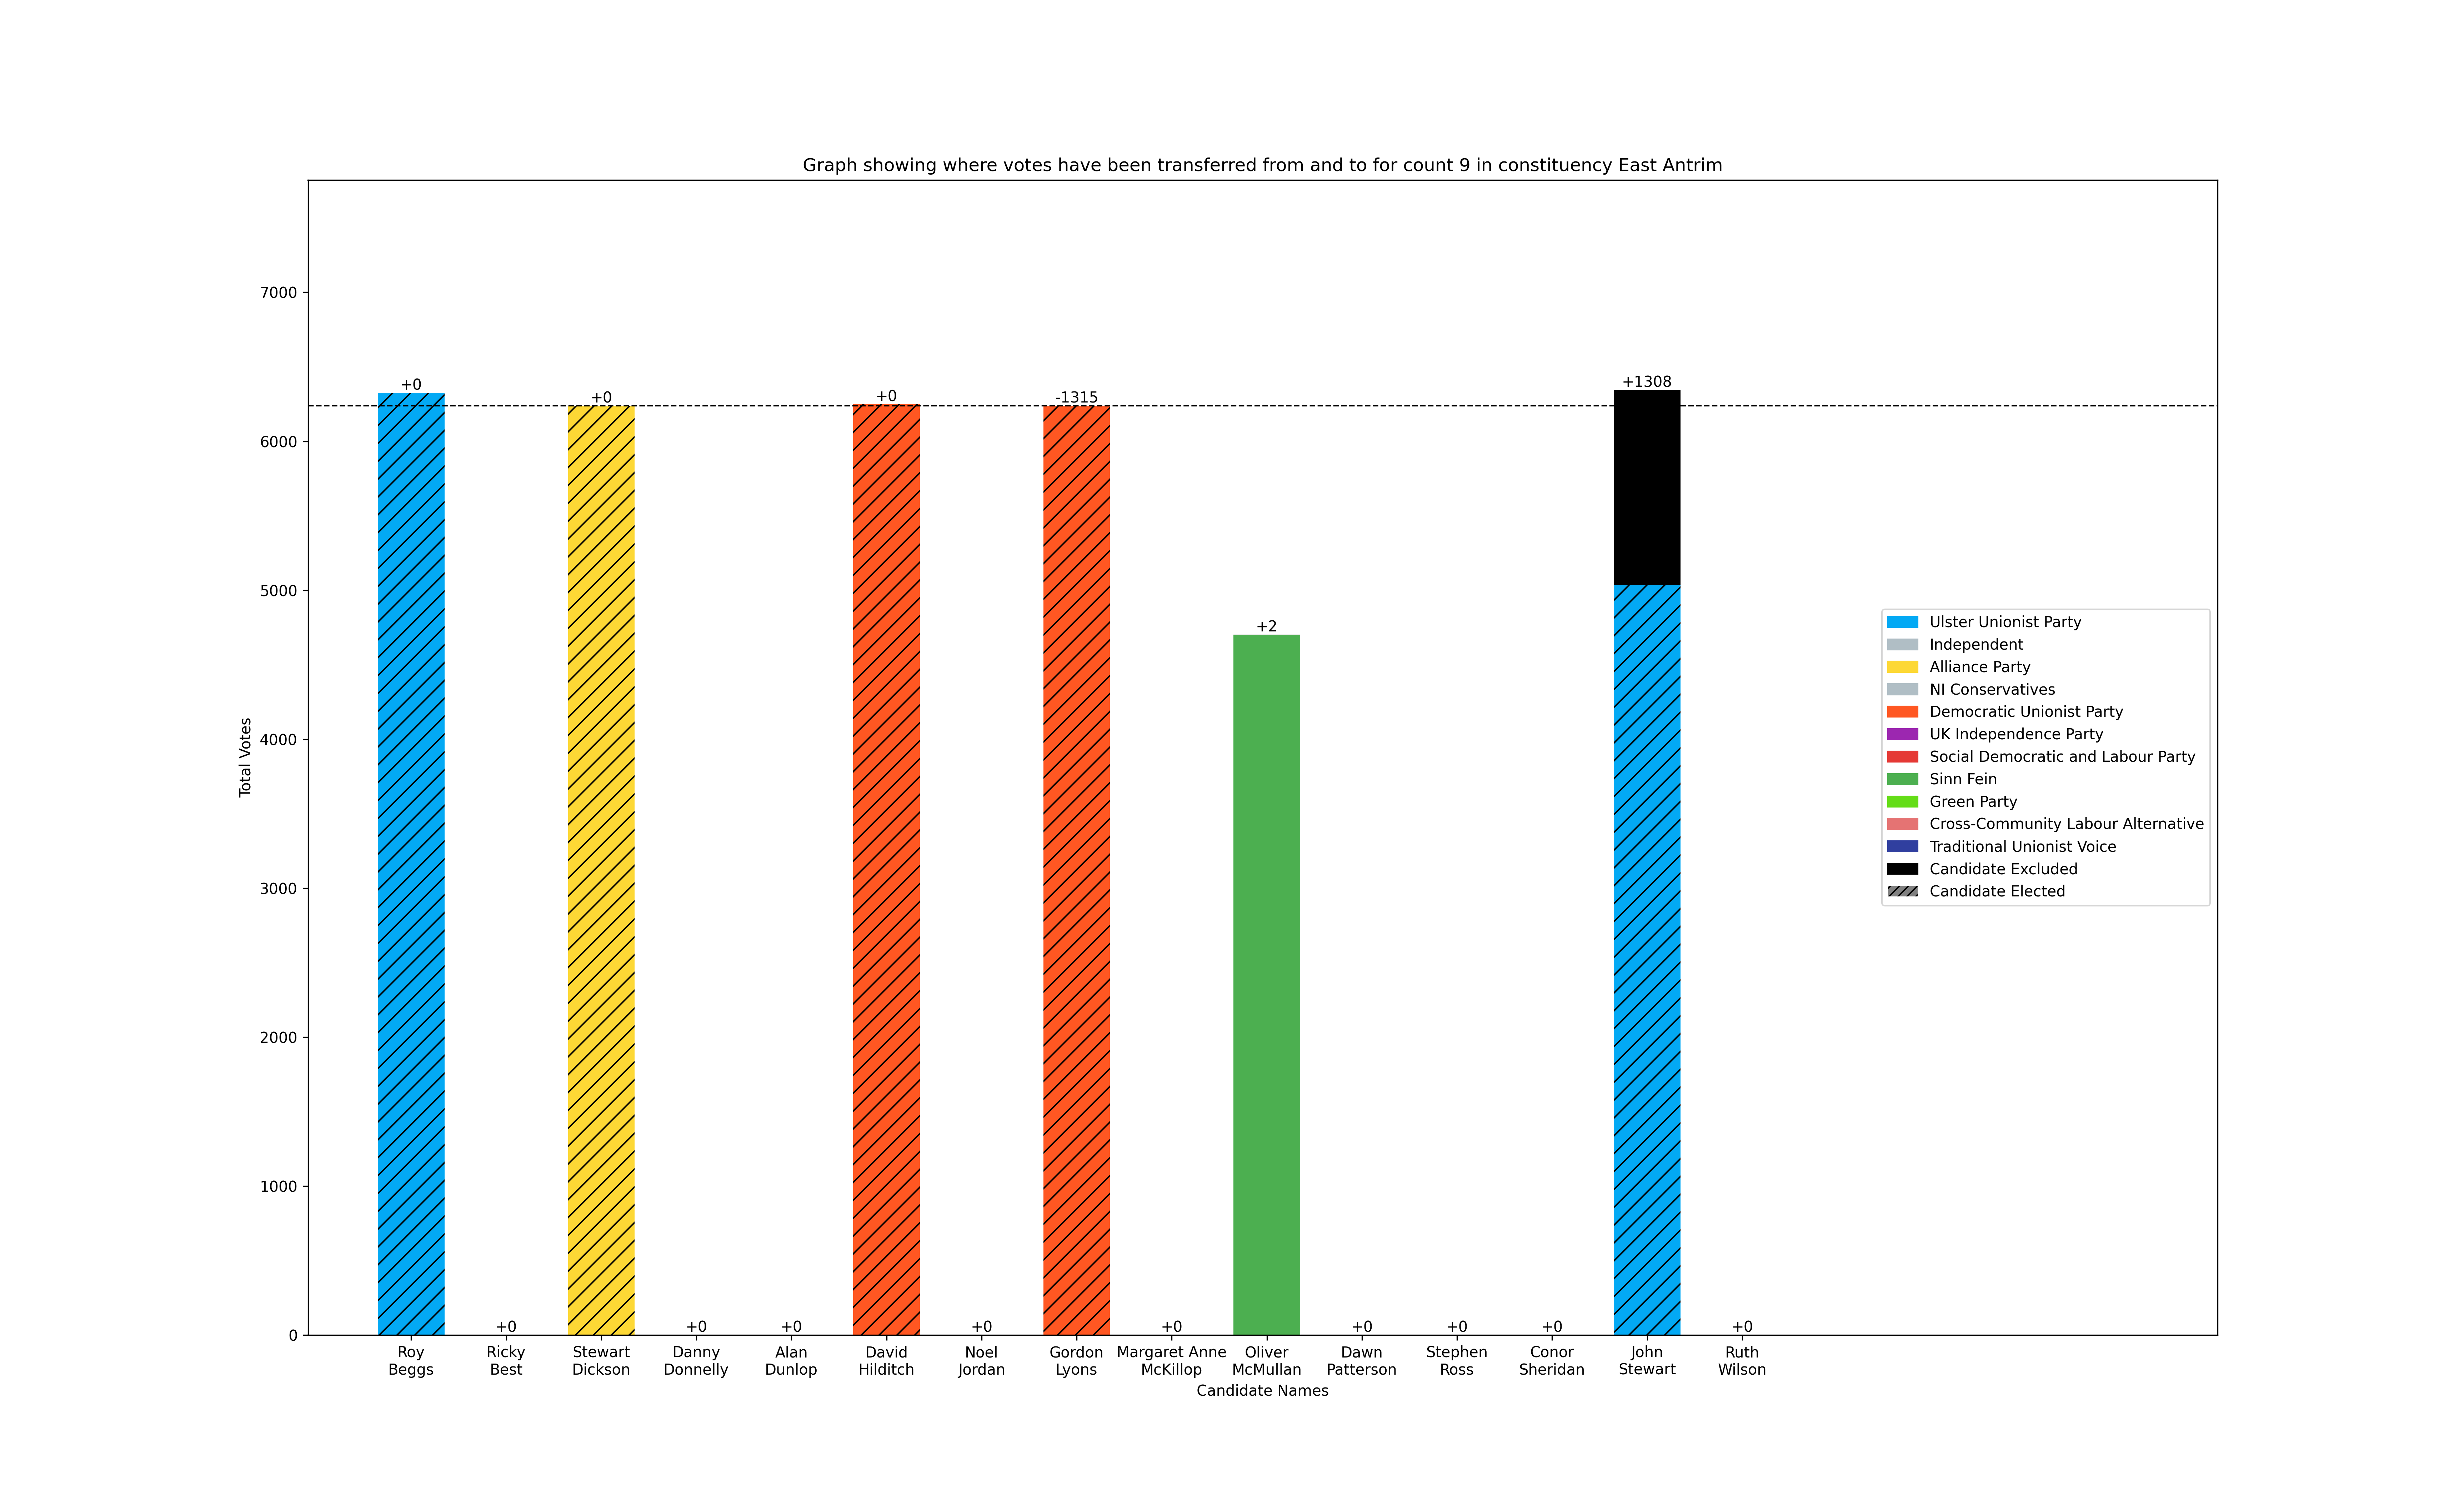 Graph showing where votes have been transferred from and to for count 9 in constituency East Antrim
Total Votes
7000
6000
5000
4000
3000
2000
1000
0
+0
+0
+0
+0
+0
+0
+0
-1315
+0
+2
+0
+0
+0
+1308
+0
Roy
Beggs
Ricky
Best
Stewart
Dickson
Danny
Donnelly
Alan
Dunlop
David
Hilditch
Noel
Jordan
Gordon
Lyons
Margaret Anne
McKillop
Oliver
McMullan
Dawn
Patterson
Stephen
Ross
Conor
Sheridan
John
Stewart
Ruth
Wilson
Candidate Names
Ulster Unionist Party
Independent
Alliance Party
NI Conservatives
Democratic Unionist Party
UK Independence Party
Social Democratic and Labour Party
Sinn Fein
Green Party
Cross-Community Labour Alternative
Traditional Unionist Voice
Candidate Excluded
Candidate Elected